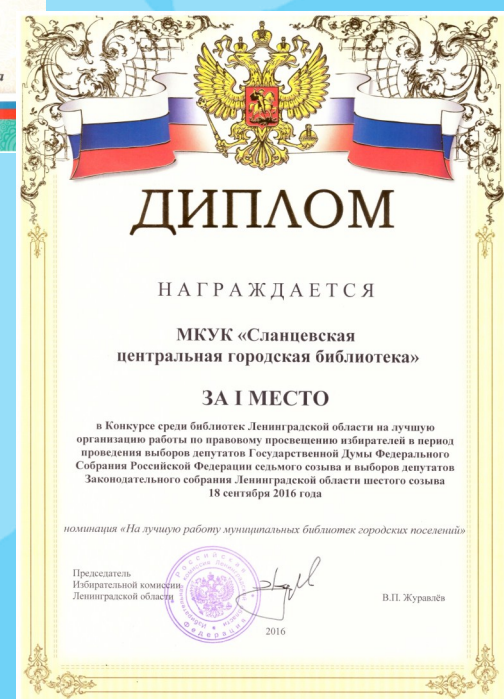 ДИПЛОМ
НАГРАЖДАЕТСЯ
МКУК «Сланцевская
центральная городская библиотека»
ЗА I МЕСТО
в Конкурсе среди библиотек Ленинградской области на лучшую
организацию работы по правовому просвещению избирателей в период
проведения выборов депутатов Государственной Думы Федерального
Собрания Российской Федерации седьмого созыва и выборов депутатов
Законодательного собрания Ленинградской области шестого созыва
18 сентября 2016 года
номинация «На лучшую работу муниципальных библиотек городских поселений»
Председатель
Избирательной комиссии
Ленинградской области
В.П. Журавлёв
2016
Российская
Федерация